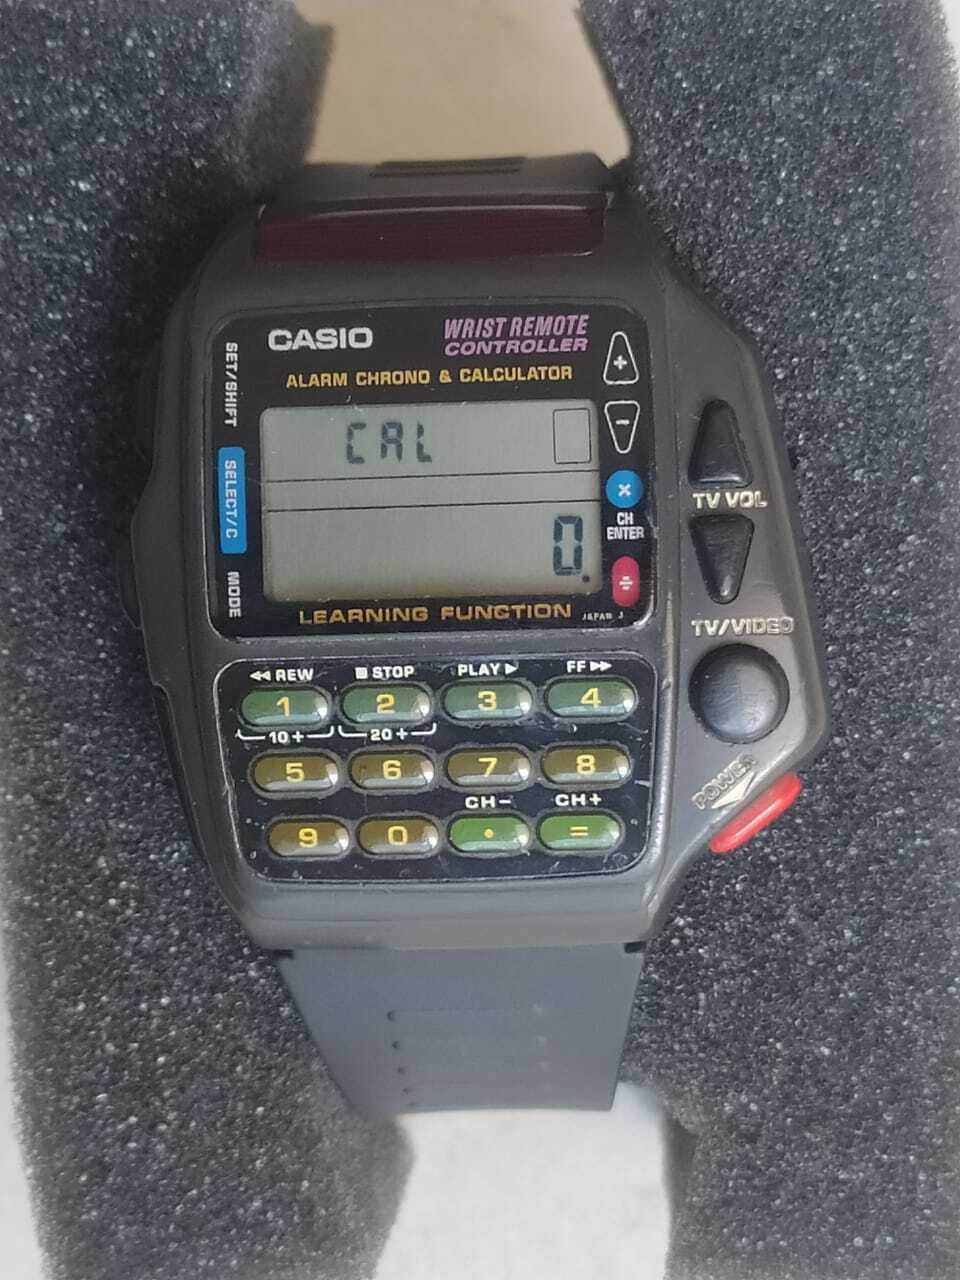 CASIO
WRIST REMOTE
CONTROLLER
ALARM CHRONO & CALCULATOR
SET/SHIFT
SELECT/C
MODE
CAL
0.
+
−
×
CH
ENTER
÷
LEARNING FUNCTION
JAPAN J
TV VOL
TV/VIDEO
POWER
◀◀ REW ■ STOP PLAY ▶ FF ▶▶
1 2 3 4
10+ 20+
5 6 7 8
CH− CH+
9 0 • =